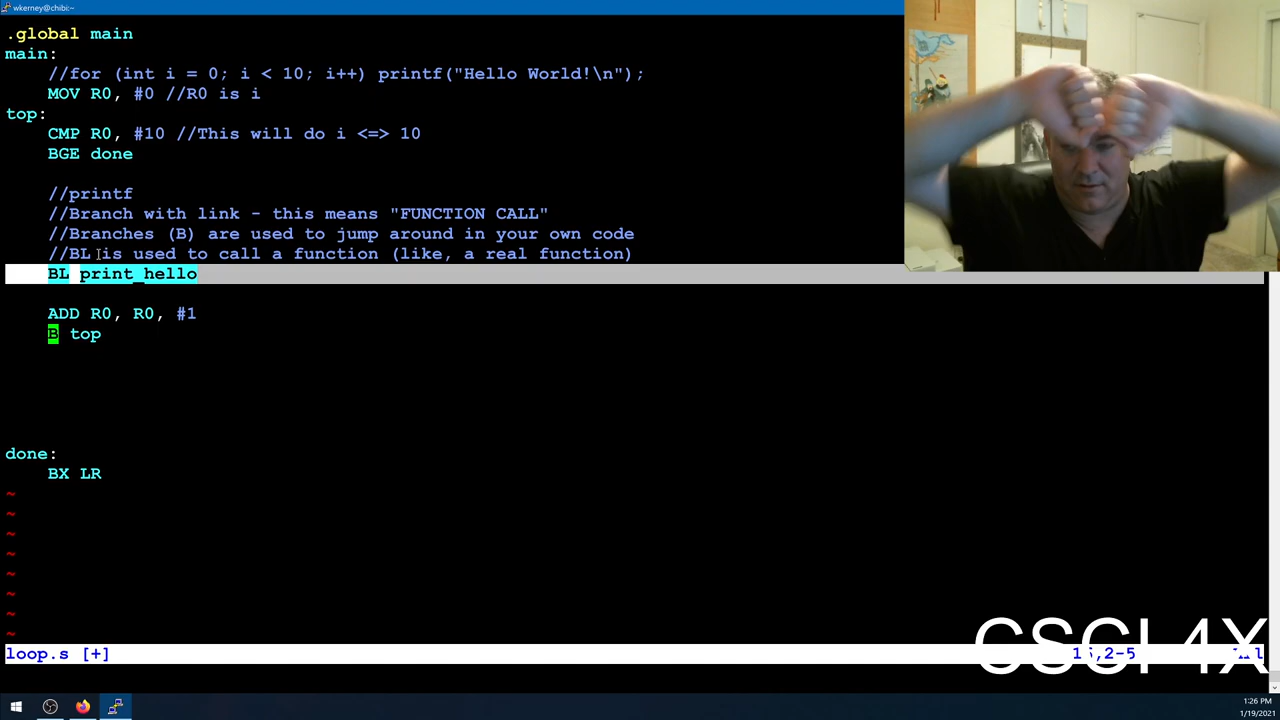 wkerney@chibi:~
.global main
main:
//for (int i = 0; i < 10; i++) printf("Hello World!\n");
MOV R0, #0 //R0 is i
top:
CMP R0, #10 //This will do i <=> 10
BGE done
//printf
//Branch with link - this means "FUNCTION CALL"
//Branches (B) are used to jump around in your own code
//BL is used to call a function (like, a real function)
BL print_hello
ADD R0, R0, #1
B top
done:
BX LR
~
~
~
~
~
~
~
~
loop.s [+]
CSCI 4X
1:26 PM
1/19/2021